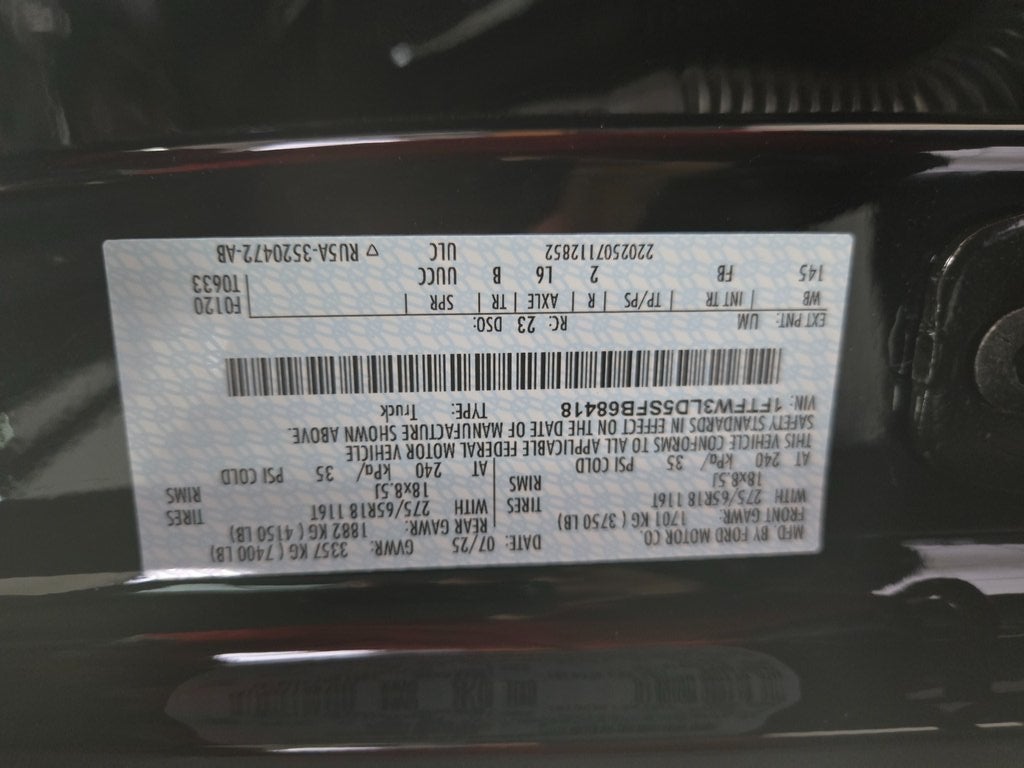 MFD. BY FORD MOTOR CO.
DATE: 07/25 GVWR: 3357 KG ( 7400 LB)
FRONT GAWR: 1701 KG ( 3750 LB) REAR GAWR: 1882 KG ( 4150 LB)
WITH 275/65R18 116T TIRES WITH 275/65R18 116T TIRES
18x8.5J RIMS 18x8.5J RIMS
AT 240 kPa/ 35 PSI COLD AT 240 kPa/ 35 PSI COLD
THIS VEHICLE CONFORMS TO ALL APPLICABLE FEDERAL MOTOR VEHICLE
SAFETY STANDARDS IN EFFECT ON THE DATE OF MANUFACTURE SHOWN ABOVE.
VIN: 1FTFW3LD5SFB68418 TYPE: Truck
EXT PNT: UM RC: 23 DSO:
WB | INT TR | TP/PS | R | AXLE | TR | SPR F0120
145 FB 2 L6 B UUCC T0633
2202507112852 ULC ▽ RU5A-3520472-AB